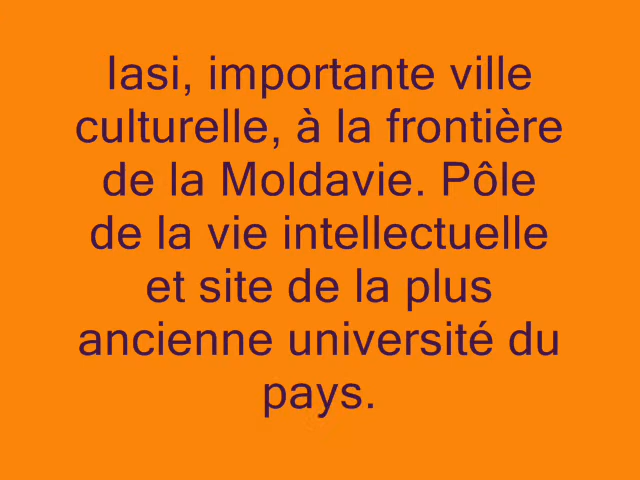 Iasi, importante ville
culturelle, à la frontière
de la Moldavie. Pôle
de la vie intellectuelle
et site de la plus
ancienne université du
pays.